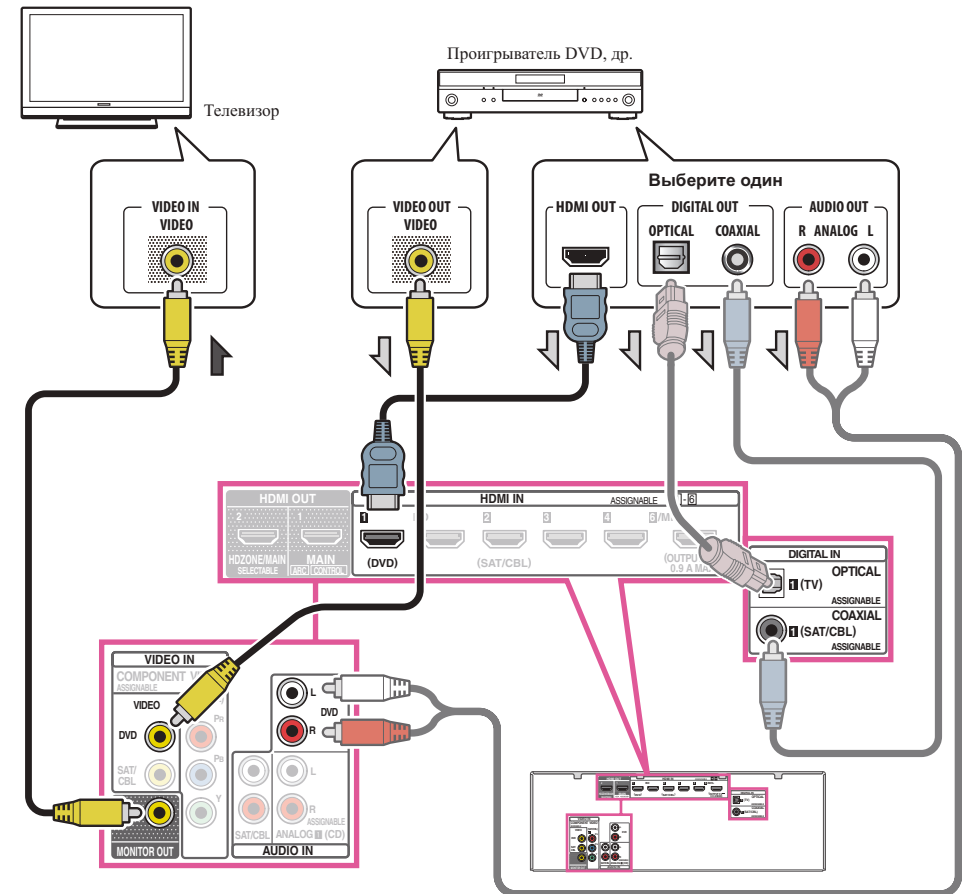 Проигрыватель DVD, др.
Телевизор
Выберите один
VIDEO IN
VIDEO
VIDEO OUT
VIDEO
HDMI OUT
DIGITAL OUT
OPTICAL COAXIAL
AUDIO OUT
R ANALOG L
HDMI OUT
2 1
HDZONE/MAIN
SELECTABLE
MAIN
ARC CONTROL
HDMI IN
ASSIGNABLE
-6
1
2
3
4
6
(DVD)
(SAT/CBL)
(OUTPUT
0.9 A MAX
DIGITAL IN
OPTICAL
1 (TV)
ASSIGNABLE
COAXIAL
1 (SAT/CBL)
ASSIGNABLE
VIDEO IN
COMPONENT
ASSIGNABLE
VIDEO
DVD
SAT/
CBL
PR
PB
Y
MONITOR OUT
L
DVD
R
L
R
ASSIGNABLE
SAT/CBL ANALOG 1 (CD)
AUDIO IN